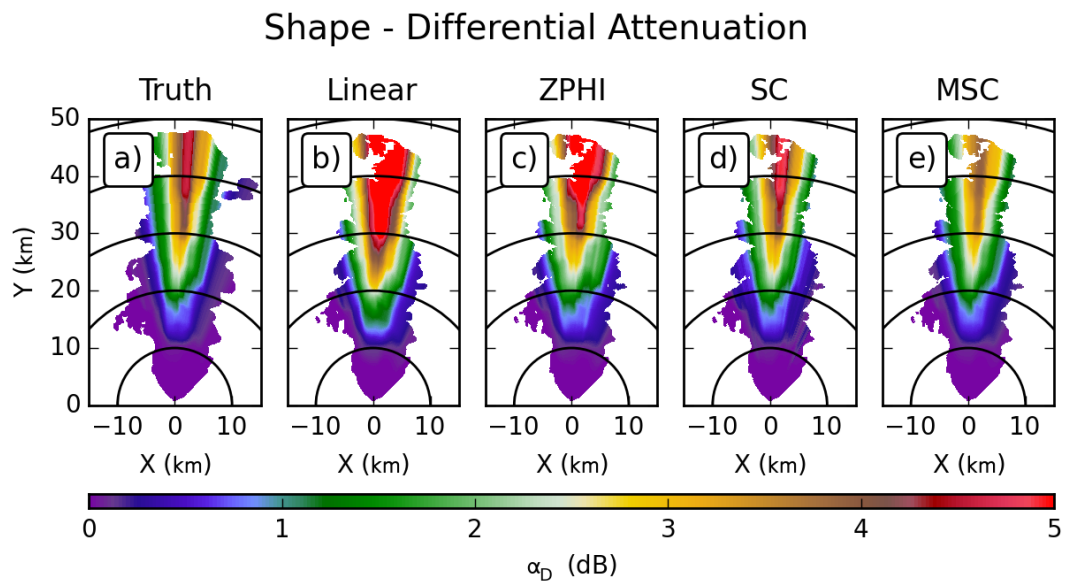 Shape - Differential Attenuation
Truth Linear ZPHI SC MSC
a) b) c) d) e)
50
40
30
20
10
0
Y (km)
−10 0 10 −10 0 10 −10 0 10 −10 0 10 −10 0 10
X (km) X (km) X (km) X (km) X (km)
0 1 2 3 4 5
α_D (dB)